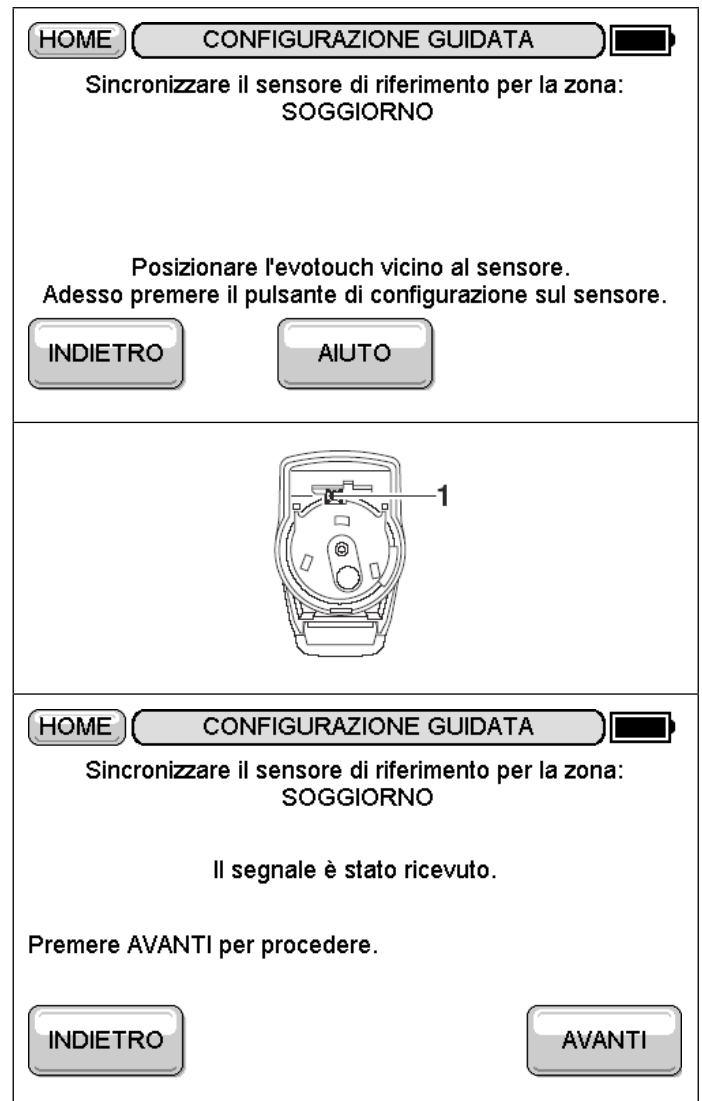 HOME
CONFIGURAZIONE GUIDATA
Sincronizzare il sensore di riferimento per la zona:
SOGGIORNO
Posizionare l'evotouch vicino al sensore.
Adesso premere il pulsante di configurazione sul sensore.
INDIETRO
AIUTO
1
HOME
CONFIGURAZIONE GUIDATA
Sincronizzare il sensore di riferimento per la zona:
SOGGIORNO
Il segnale è stato ricevuto.
Premere AVANTI per procedere.
INDIETRO
AVANTI